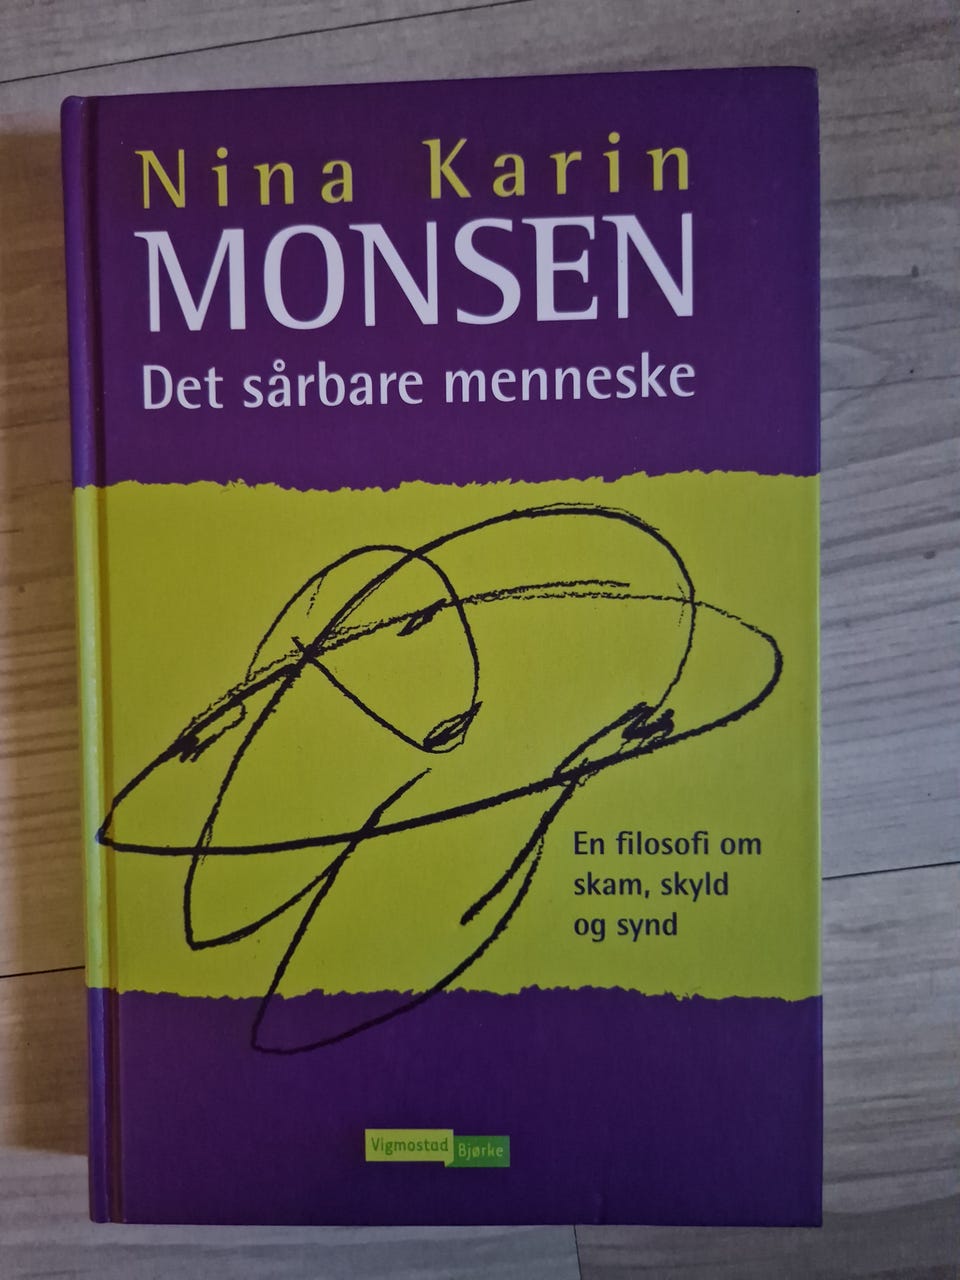 Nina Karin
MONSEN
Det sårbare menneske
En filosofi om
skam, skyld
og synd
Vigmostad
Bjørke